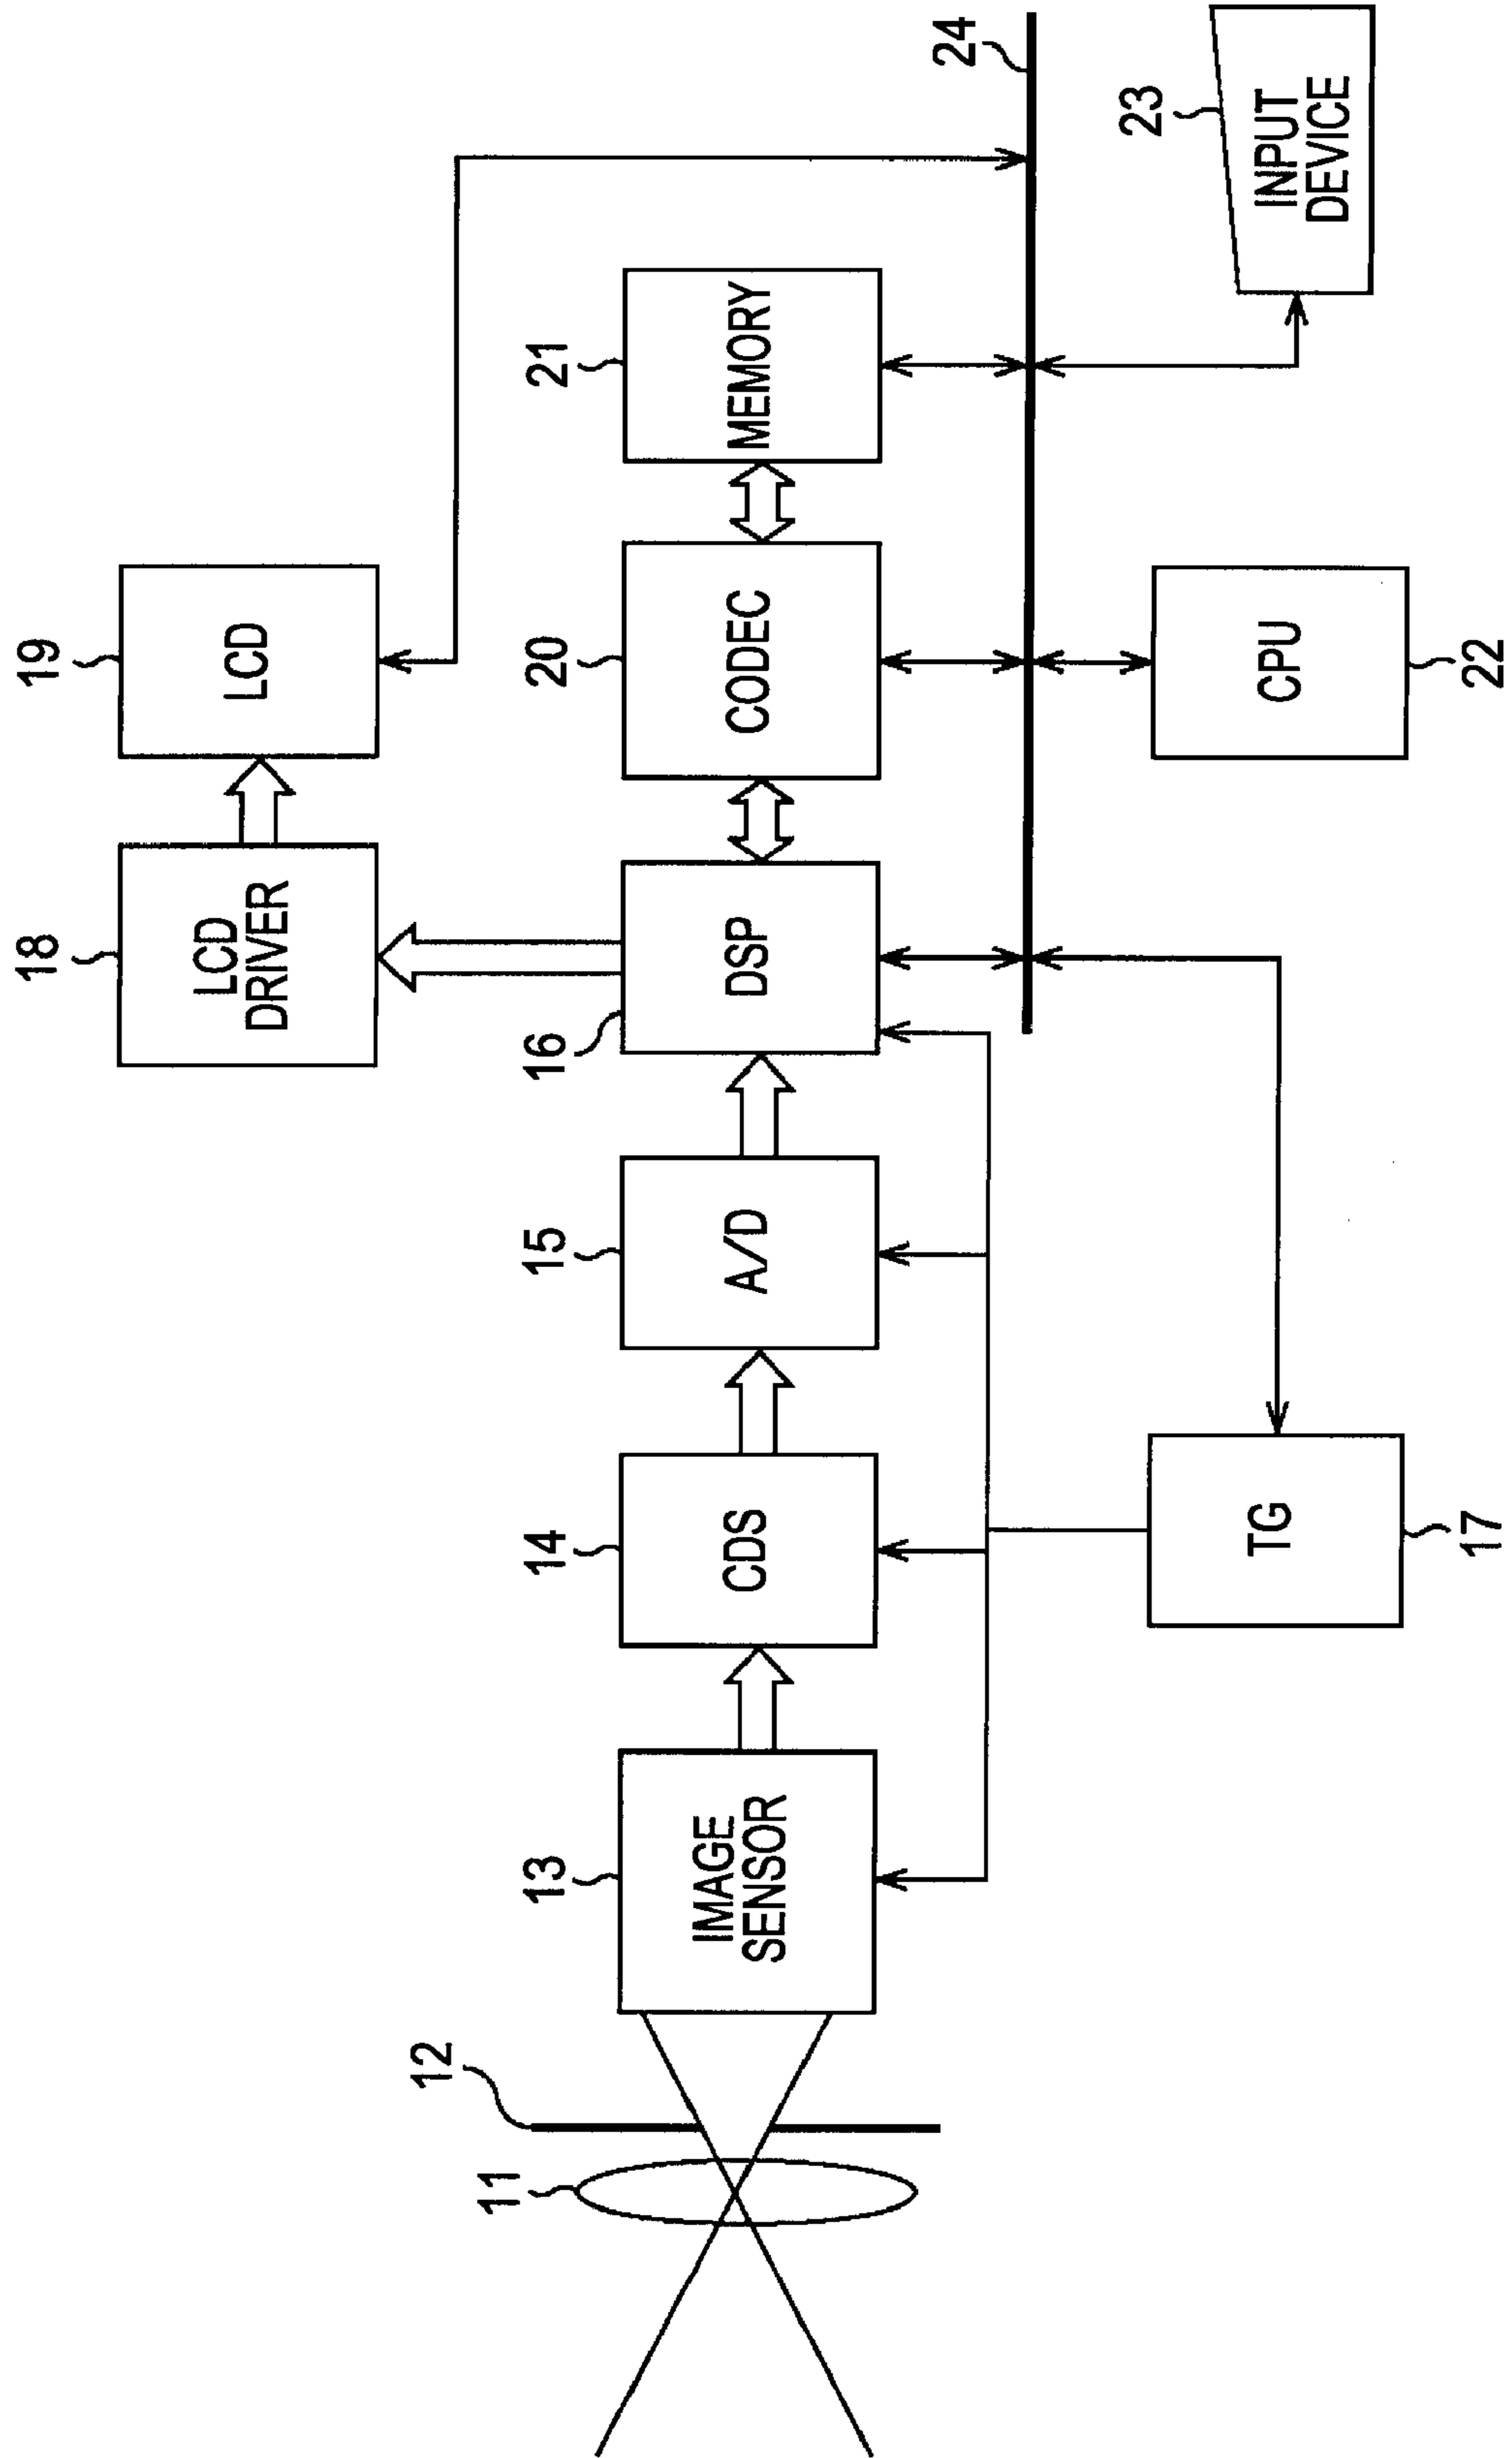 18
LCD
DRIVER
19
LCD
11
12
13
IMAGE
SENSOR
14
CDS
15
A/D
16
DSP
20
CODEC
21
MEMORY
24
TG
17
CPU
22
23
INPUT
DEVICE